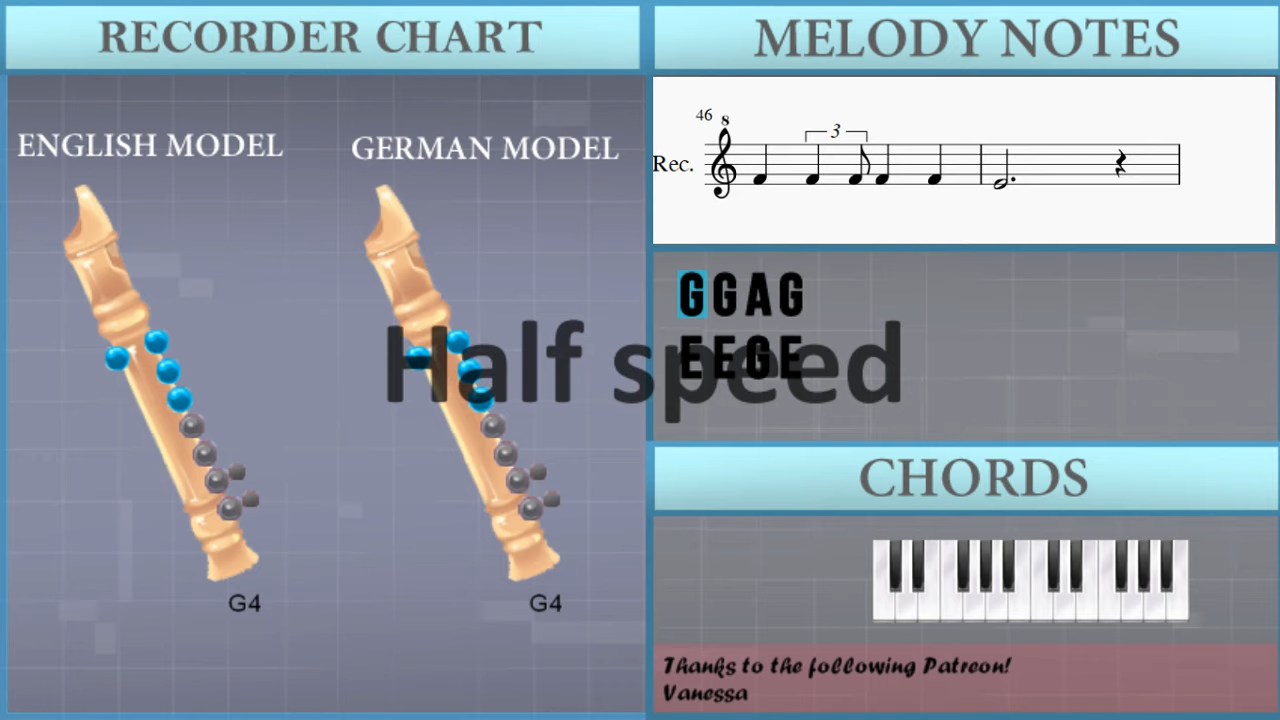 RECORDER CHART
MELODY NOTES
ENGLISH MODEL
GERMAN MODEL
46
8
3
Rec.
GGAG
EEGE
Half speed
CHORDS
G4
G4
Thanks to the following Patreon!
Vanessa